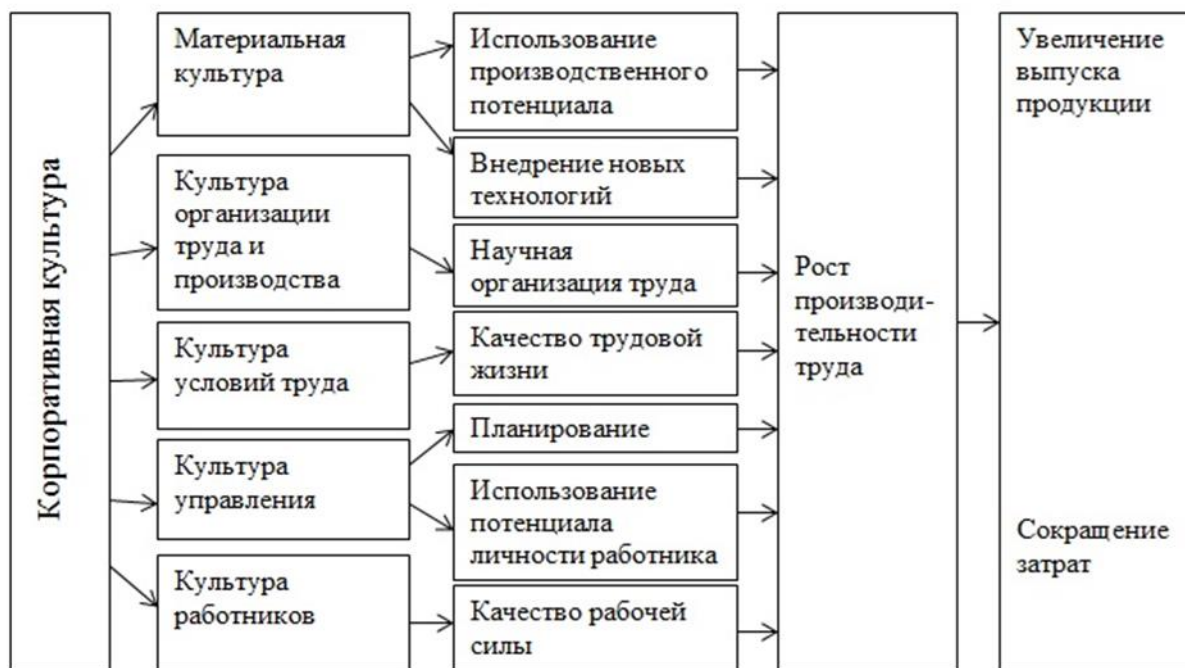 Корпоративная культура
Материальная
культура
Культура
организации
труда и
производства
Культура
условий труда
Культура
управления
Культура
работников
Использование
производственного
потенциала
Внедрение новых
технологий
Научная
организация труда
Качество трудовой
жизни
Планирование
Использование
потенциала
личности работника
Качество рабочей
силы
Рост
производи-
тельности
труда
Увеличение
выпуска
продукции
Сокращение
затрат